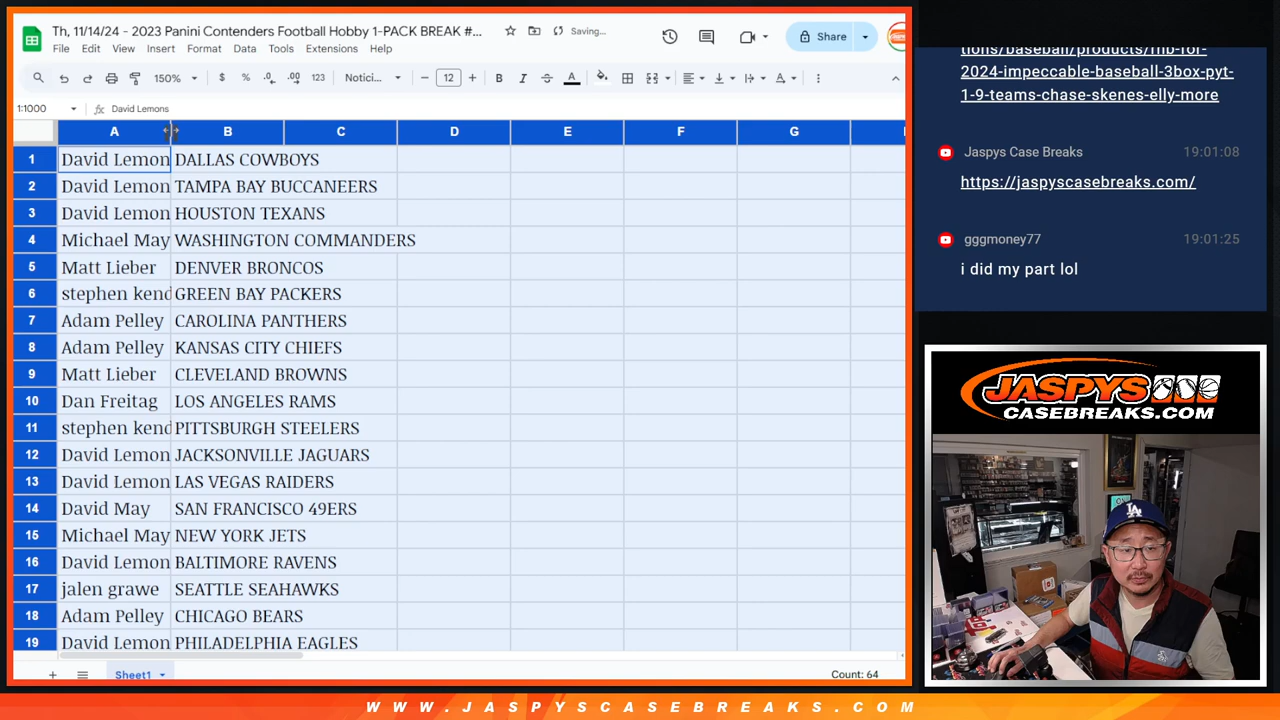 Th, 11/14/24 - 2023 Panini Contenders Football Hobby 1-PACK BREAK #...
Saving...
File Edit View Insert Format Data Tools Extensions Help
Share
150% $ % .0 .00 123 Notici... 12 B I A
1:1000 fx David Lemons
A B C D E F G
1 David Lemon DALLAS COWBOYS
2 David Lemon TAMPA BAY BUCCANEERS
3 David Lemon HOUSTON TEXANS
4 Michael May WASHINGTON COMMANDERS
5 Matt Lieber DENVER BRONCOS
6 stephen kend GREEN BAY PACKERS
7 Adam Pelley CAROLINA PANTHERS
8 Adam Pelley KANSAS CITY CHIEFS
9 Matt Lieber CLEVELAND BROWNS
10 Dan Freitag LOS ANGELES RAMS
11 stephen kend PITTSBURGH STEELERS
12 David Lemon JACKSONVILLE JAGUARS
13 David Lemon LAS VEGAS RAIDERS
14 David May SAN FRANCISCO 49ERS
15 Michael May NEW YORK JETS
16 David Lemon BALTIMORE RAVENS
17 jalen grawe SEATTLE SEAHAWKS
18 Adam Pelley CHICAGO BEARS
19 David Lemon PHILADELPHIA EAGLES
Sheet1
Count: 64
tions/baseball/products/fnb-for-
2024-impeccable-baseball-3box-pyt-
1-9-teams-chase-skenes-elly-more
Jaspys Case Breaks 19:01:08
https://jaspyscasebreaks.com/
gggmoney77 19:01:25
i did my part lol
JASPYS
CASEBREAKS.COM
WWW.JASPYSCASEBREAKS.COM